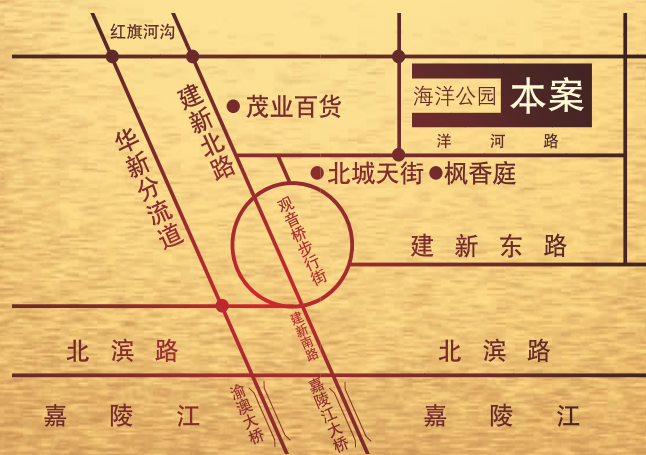 红旗河沟
海洋公园
本案
建新北路
茂业百货
华新分流道
洋河路
北城天街
枫香庭
观音桥步行街
建新东路
建新南路
北滨路
北滨路
渝澳大桥
嘉陵江大桥
嘉陵江
嘉陵江